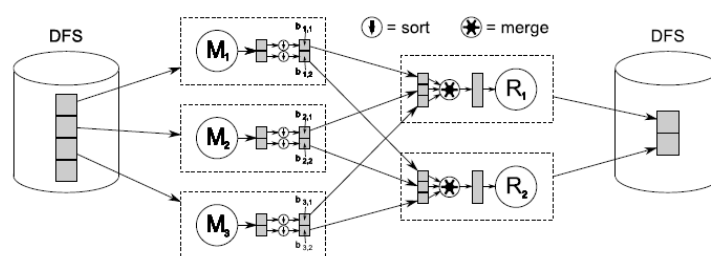 DFS
M1
b1,1
b1,2
= sort
= merge
DFS
R1
M2
b2,1
b2,2
R2
M3
b3,1
b3,2